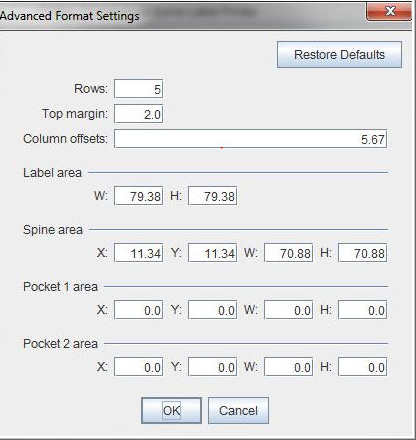 Advanced Format Settings
Restore Defaults
Rows: 5
Top margin: 2.0
Column offsets: 5.67
Label area
W: 79.38 H: 79.38
Spine area
X: 11.34 Y: 11.34 W: 70.88 H: 70.88
Pocket 1 area
X: 0.0 Y: 0.0 W: 0.0 H: 0.0
Pocket 2 area
X: 0.0 Y: 0.0 W: 0.0 H: 0.0
OK Cancel